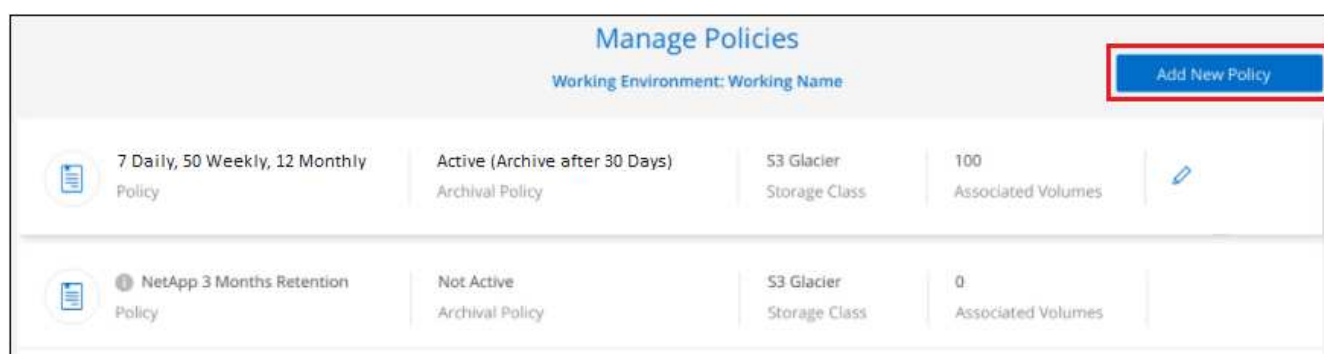 Manage Policies
Working Environment: Working Name
Add New Policy
7 Daily, 50 Weekly, 12 Monthly
Policy
Active (Archive after 30 Days)
Archival Policy
S3 Glacier
Storage Class
100
Associated Volumes
NetApp 3 Months Retention
Policy
Not Active
Archival Policy
S3 Glacier
Storage Class
0
Associated Volumes